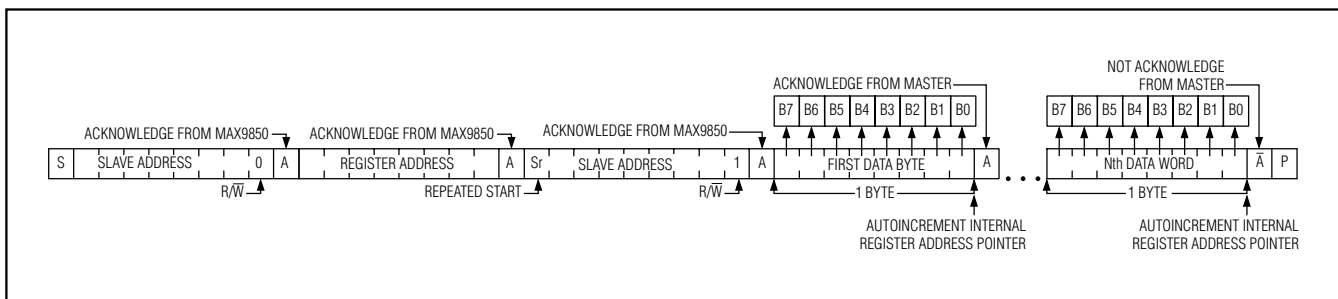 ACKNOWLEDGE FROM MASTER
NOT ACKNOWLEDGE
FROM MASTER
B7 B6 B5 B4 B3 B2 B1 B0
B7 B6 B5 B4 B3 B2 B1 B0
ACKNOWLEDGE FROM MAX9850
ACKNOWLEDGE FROM MAX9850
ACKNOWLEDGE FROM MAX9850
S SLAVE ADDRESS 0 A REGISTER ADDRESS A Sr SLAVE ADDRESS 1 A FIRST DATA BYTE A ... Nth DATA WORD A̅ P
R/W̅
REPEATED START
R/W̅
1 BYTE
1 BYTE
AUTOINCREMENT INTERNAL
REGISTER ADDRESS POINTER
AUTOINCREMENT INTERNAL
REGISTER ADDRESS POINTER